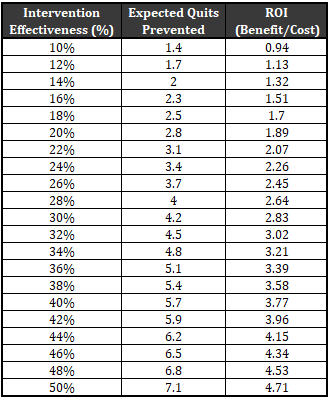 Intervention Expected Quits ROI
Effectiveness (%) Prevented (Benefit/Cost)
10% 1.4 0.94
12% 1.7 1.13
14% 2 1.32
16% 2.3 1.51
18% 2.5 1.7
20% 2.8 1.89
22% 3.1 2.07
24% 3.4 2.26
26% 3.7 2.45
28% 4 2.64
30% 4.2 2.83
32% 4.5 3.02
34% 4.8 3.21
36% 5.1 3.39
38% 5.4 3.58
40% 5.7 3.77
42% 5.9 3.96
44% 6.2 4.15
46% 6.5 4.34
48% 6.8 4.53
50% 7.1 4.71